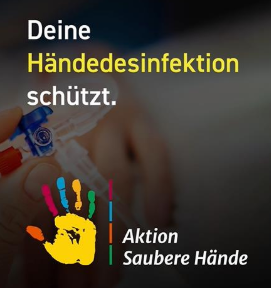 Deine
Händedesinfektion
schützt.
Aktion
Saubere Hände